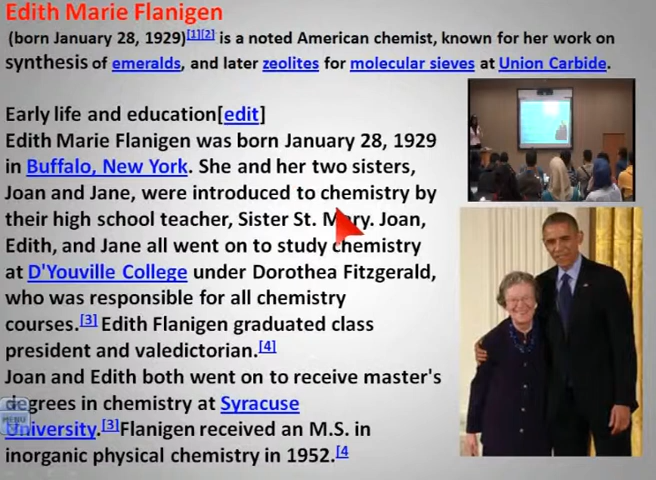 Edith Marie Flanigen
(born January 28, 1929)[1][2] is a noted American chemist, known for her work on
synthesis of emeralds, and later zeolites for molecular sieves at Union Carbide.
Early life and education[edit]
Edith Marie Flanigen was born January 28, 1929
in Buffalo, New York. She and her two sisters,
Joan and Jane, were introduced to chemistry by
their high school teacher, Sister St. Mary. Joan,
Edith, and Jane all went on to study chemistry
at D'Youville College under Dorothea Fitzgerald,
who was responsible for all chemistry
courses.[3] Edith Flanigen graduated class
president and valedictorian.[4]
Joan and Edith both went on to receive master's
degrees in chemistry at Syracuse
University.[3]Flanigen received an M.S. in
inorganic physical chemistry in 1952.[4
MENU